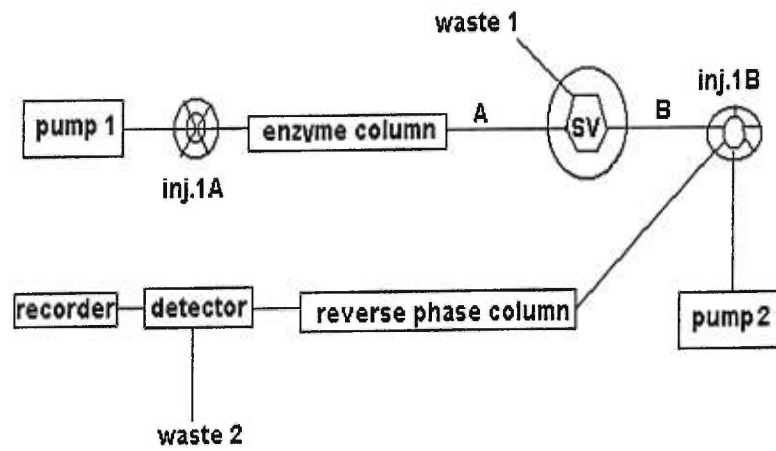 waste 1
inj.1B
pump 1
enzyme column
A
SV
B
inj.1A
recorder
detector
reverse phase column
pump 2
waste 2